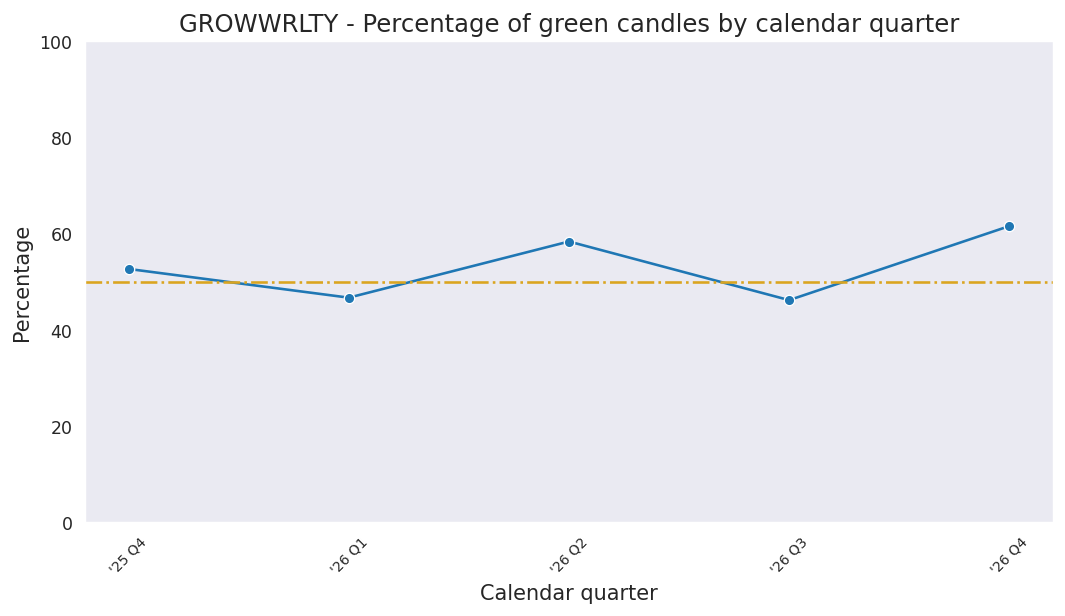 GROWWRLTY - Percentage of green candles by calendar quarter
100
80
60
40
20
0
Percentage
'25 Q4
'26 Q1
'26 Q2
'26 Q3
'26 Q4
Calendar quarter